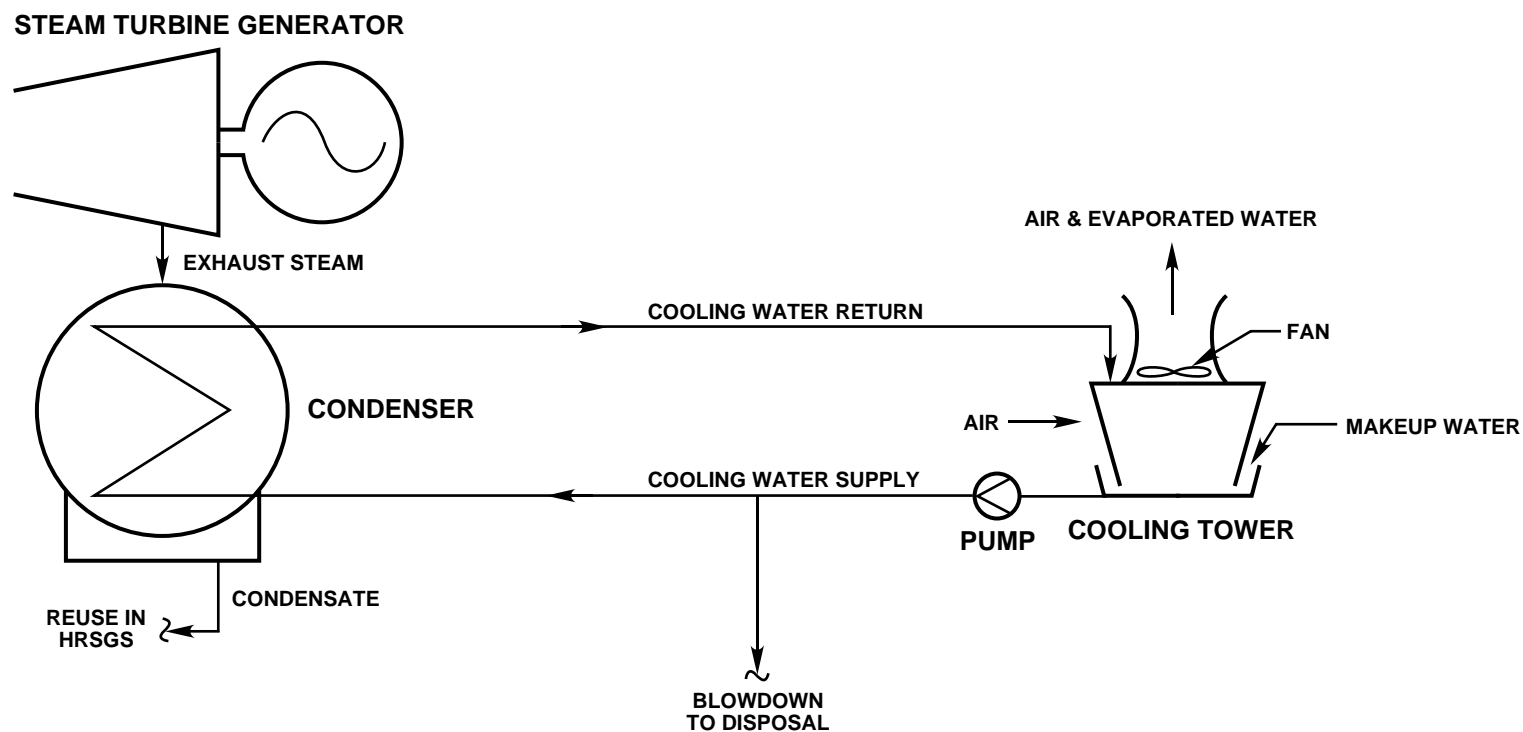 STEAM TURBINE GENERATOR
AIR & EVAPORATED WATER
EXHAUST STEAM
COOLING WATER RETURN
FAN
CONDENSER
AIR
MAKEUP WATER
COOLING WATER SUPPLY
PUMP
COOLING TOWER
CONDENSATE
REUSE IN
HRSGS
BLOWDOWN
TO DISPOSAL